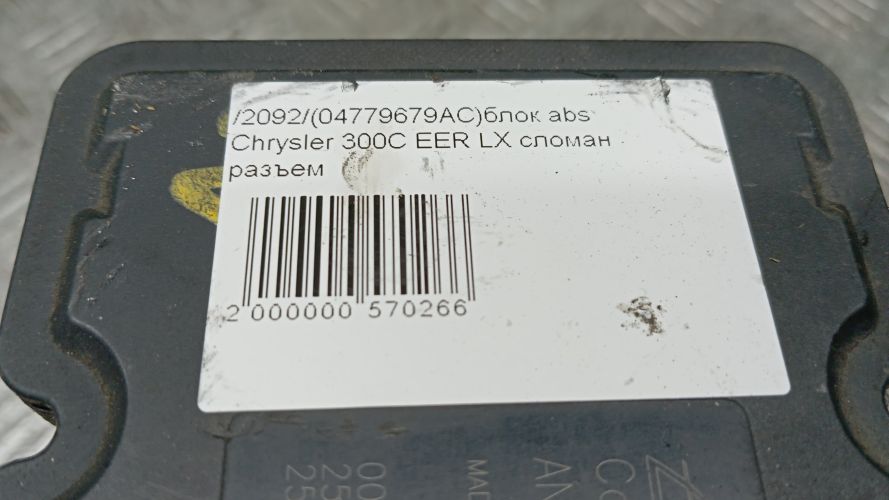 /2092/(04779679AC)блок abs
Chrysler 300C EER LX сломан
разъем
2 000000 570266